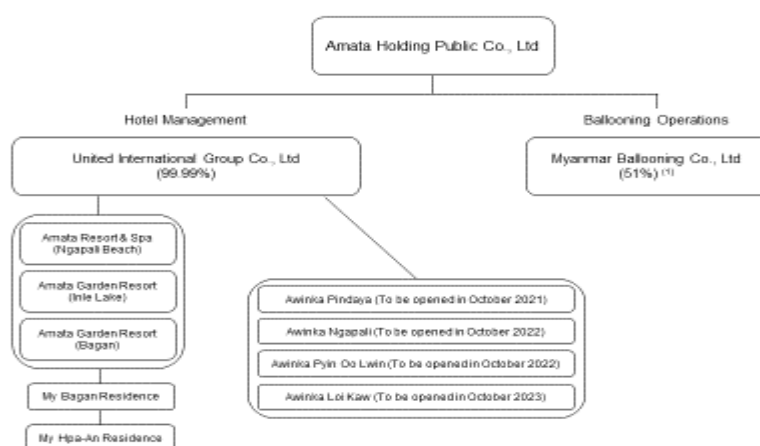 Amata Holding Public Co., Ltd
Hotel Management
Ballooning Operations
United International Group Co., Ltd
(99.99%)
Myanmar Ballooning Co., Ltd
(51%) (1)
Amata Resort & Spa
(Ngapali Beach)
Amata Garden Resort
(Inle Lake)
Amata Garden Resort
(Bagan)
My Bagan Residence
My Hpa-An Residence
Awinka Pindaya (To be opened in October 2021)
Awinka Ngapali (To be opened in October 2022)
Awinka Pyin Oo Lwin (To be opened in October 2022)
Awinka Loi Kaw (To be opened in October 2023)